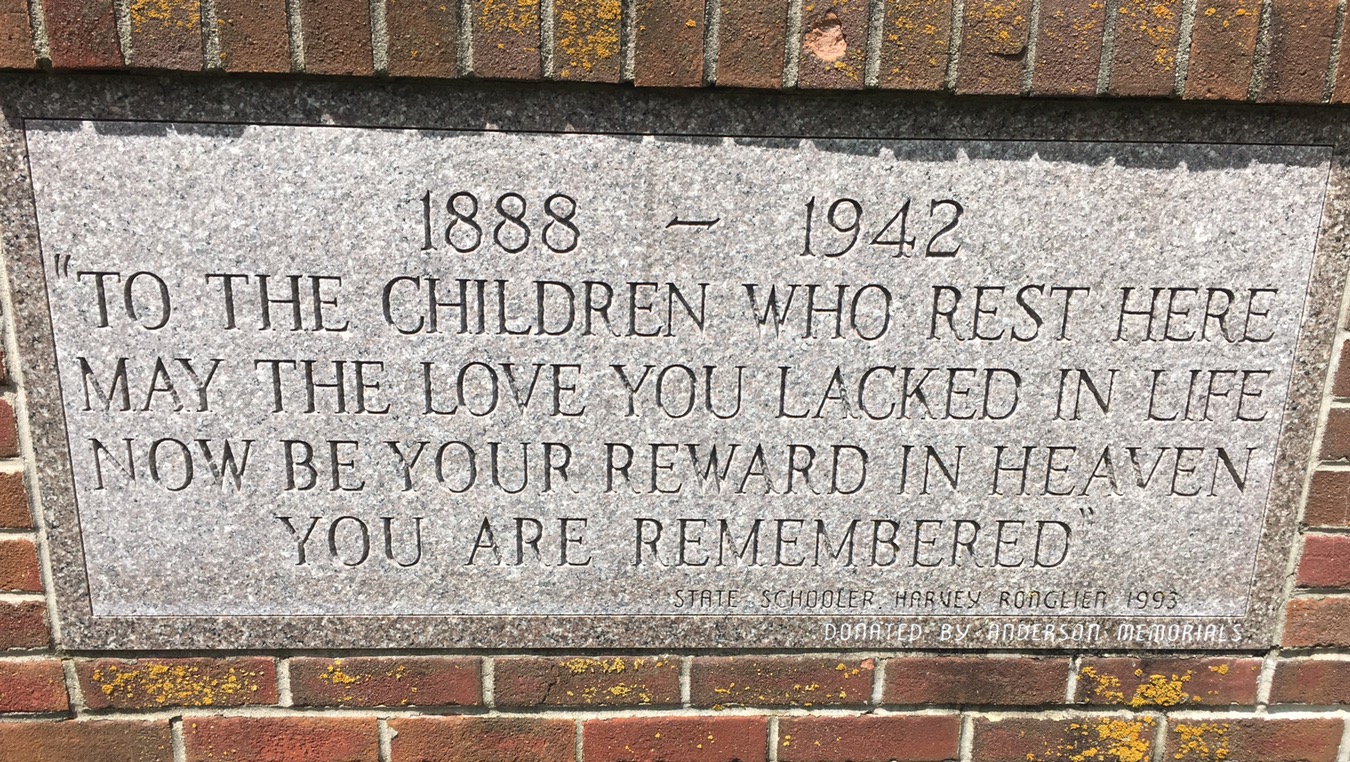 1888 - 1942
"TO THE CHILDREN WHO REST HERE
MAY THE LOVE YOU LACKED IN LIFE
NOW BE YOUR REWARD IN HEAVEN
YOU ARE REMEMBERED"
STATE SCHOOLER HARVEY RONGLIEN 1993
DONATED BY ANDERSON MEMORIALS